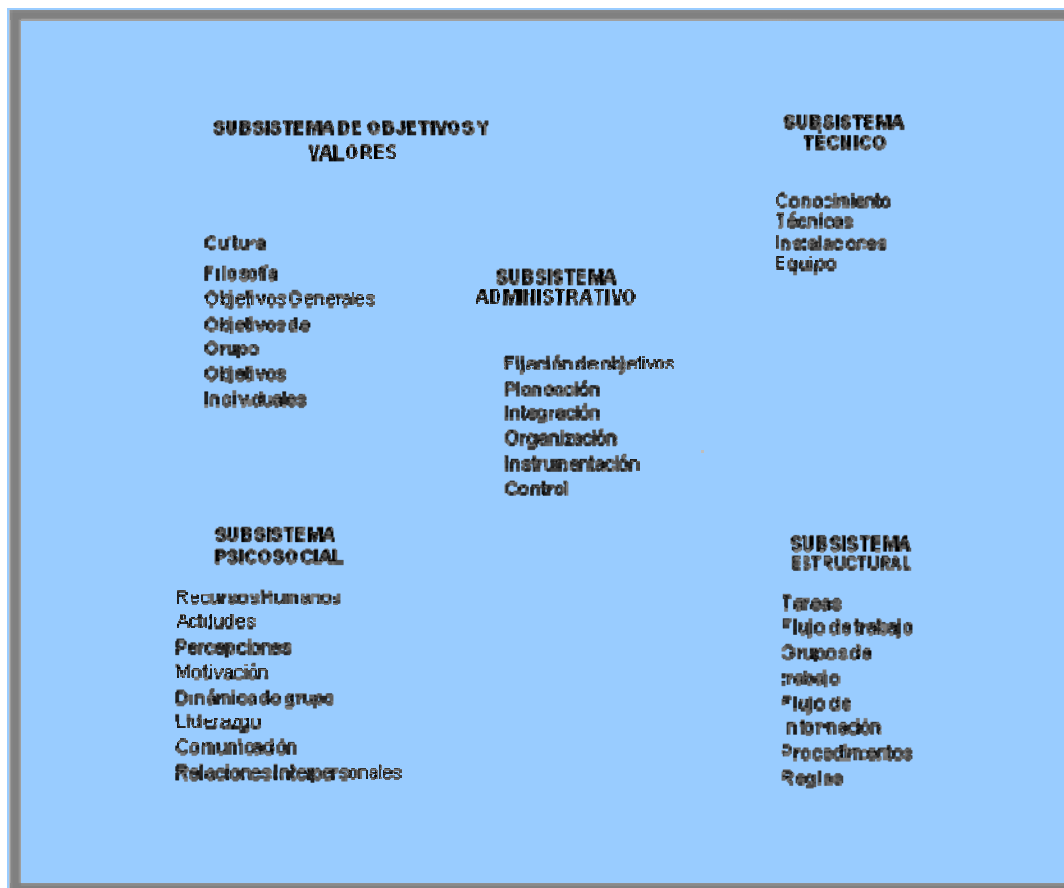 SUBSISTEMA DE OBJETIVOS Y
VALORES
Cultura
Filosofía
Objetivos Generales
Objetivos de
Grupo
Objetivos
Individuales
SUBSISTEMA
TÉCNICO
Conocimiento
Técnicas
Instalaciones
Equipo
SUBSISTEMA
ADMINISTRATIVO
Fijación de objetivos
Planeación
Integración
Organización
Instrumentación
Control
SUBSISTEMA
PSICOSOCIAL
Recursos Humanos
Actitudes
Percepciones
Motivación
Dinámica de grupo
Liderazgo
Comunicación
Relaciones Interpersonales
SUBSISTEMA
ESTRUCTURAL
Tareas
Flujo de trabajo
Grupos de
trabajo
Flujo de
Información
Procedimientos
Reglas